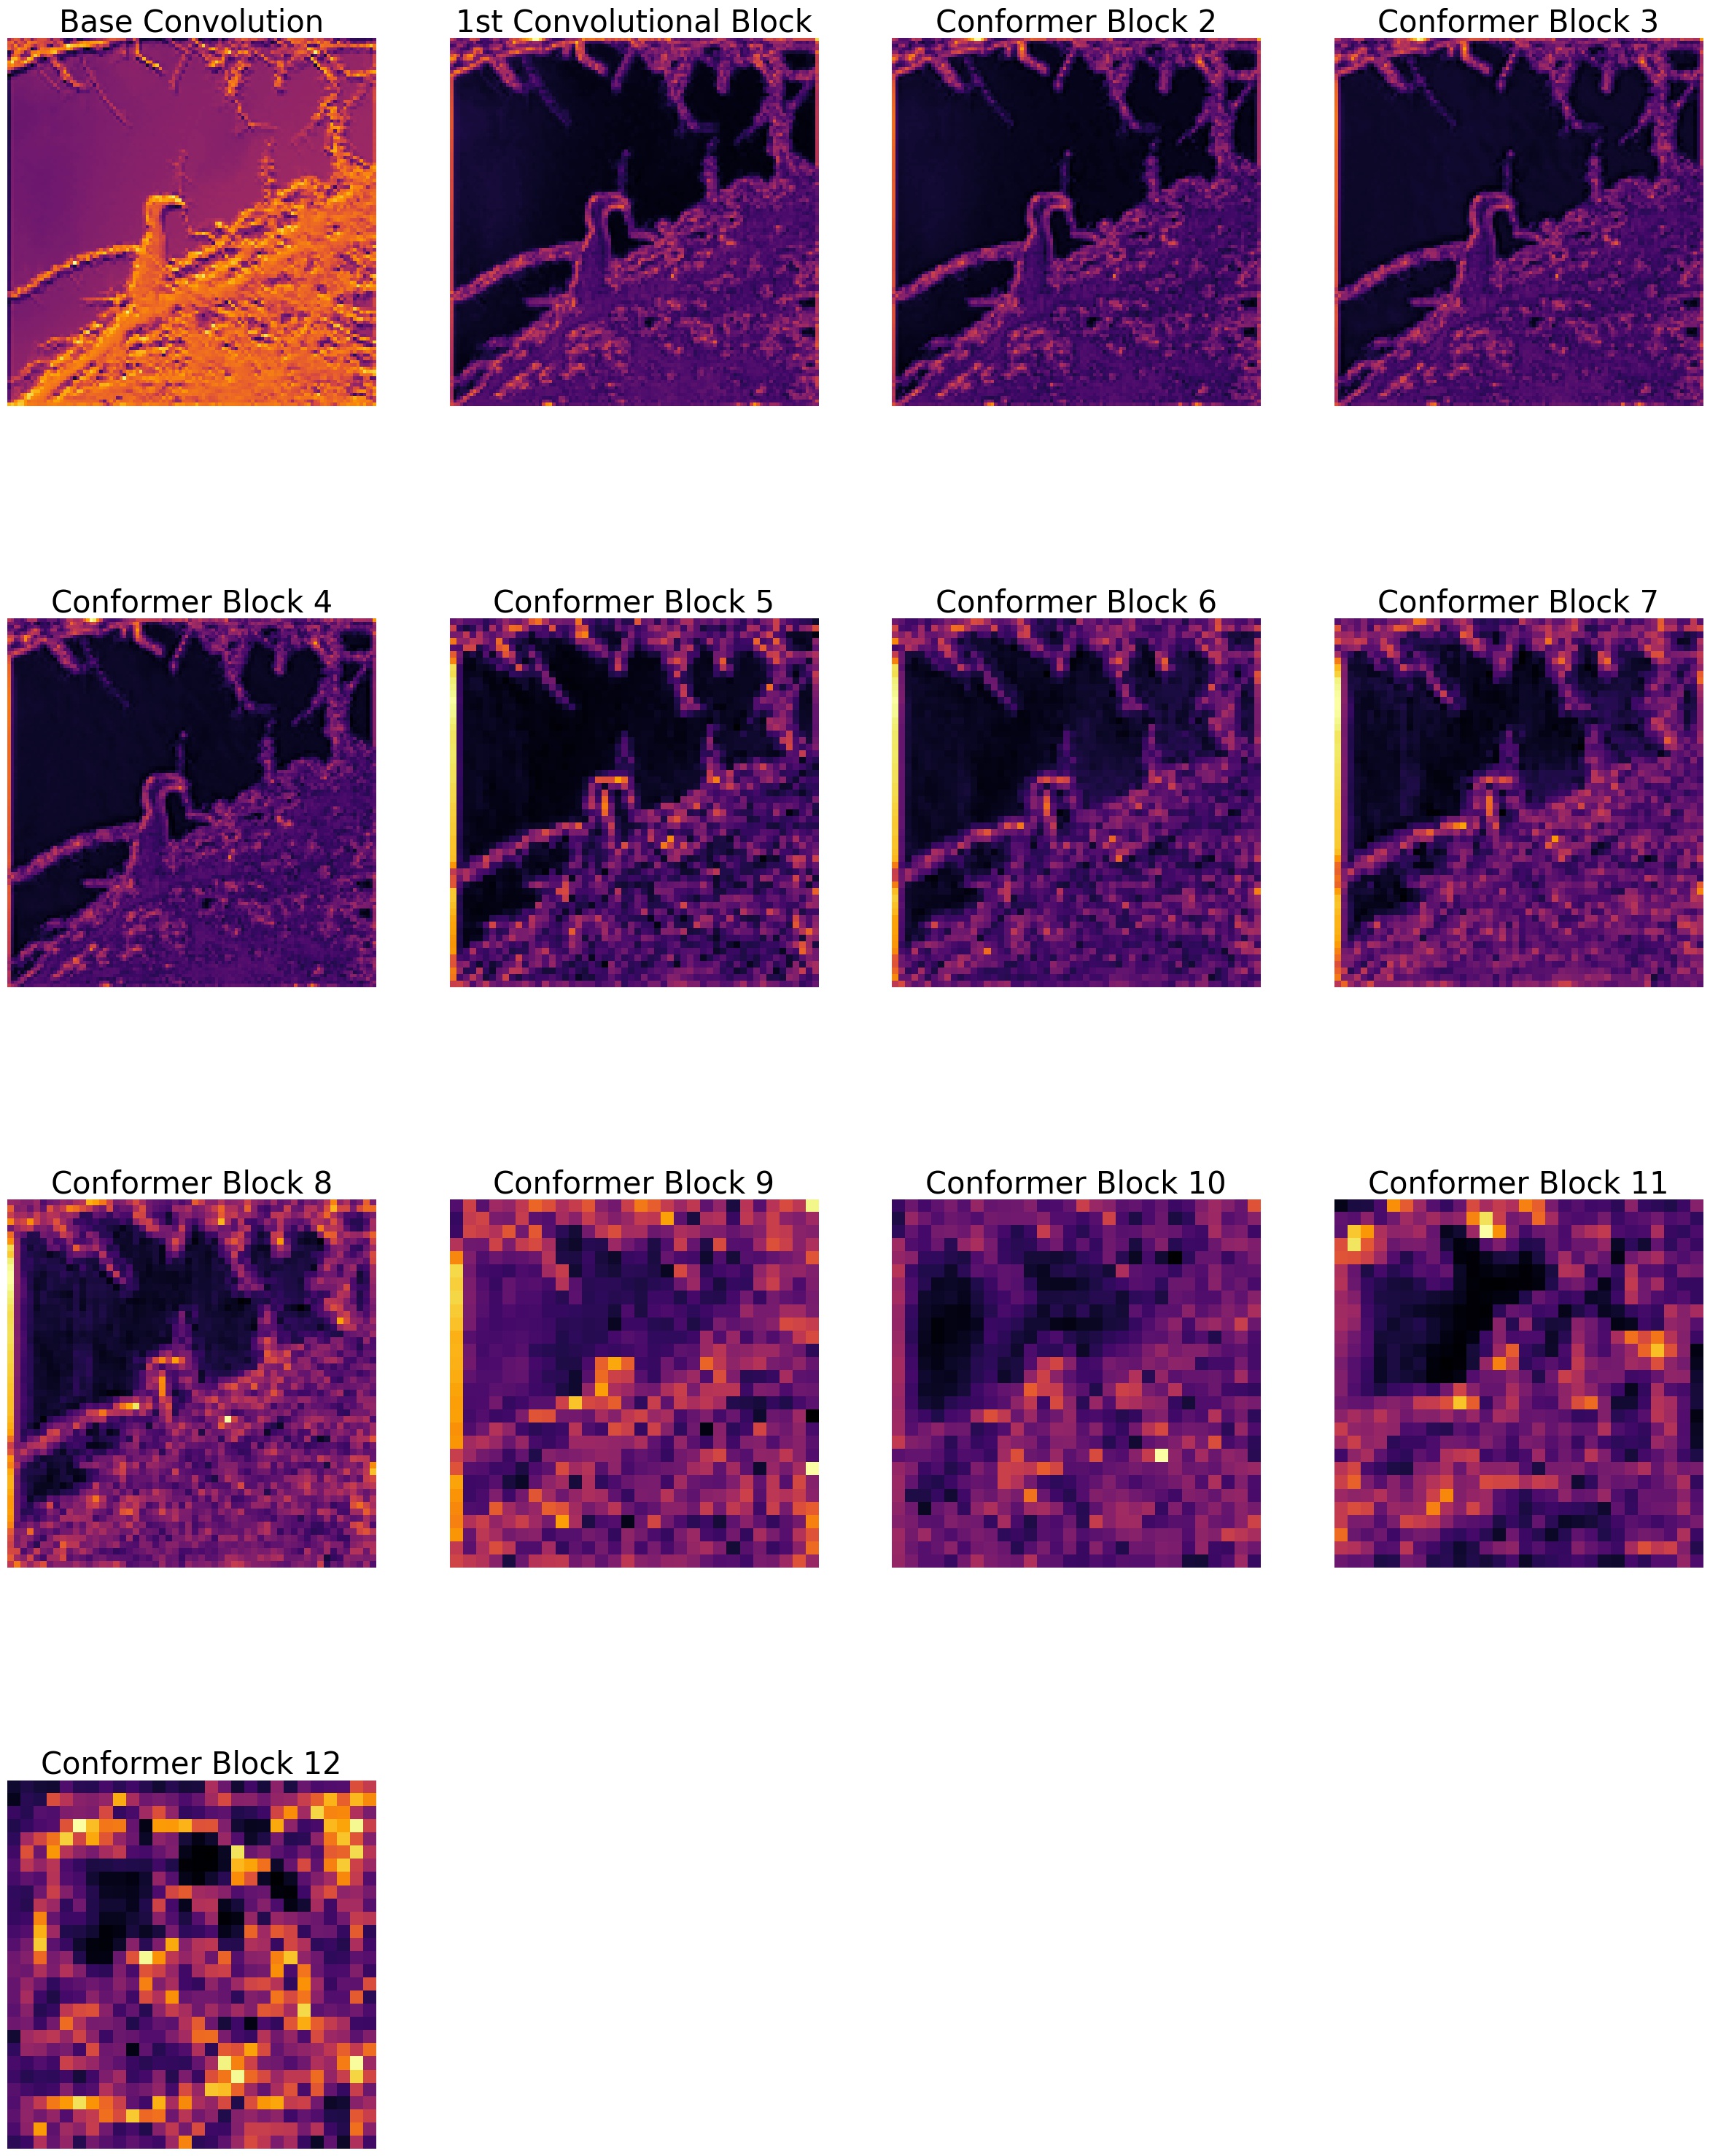 Base Convolution
1st Convolutional Block
Conformer Block 2
Conformer Block 3
Conformer Block 4
Conformer Block 5
Conformer Block 6
Conformer Block 7
Conformer Block 8
Conformer Block 9
Conformer Block 10
Conformer Block 11
Conformer Block 12